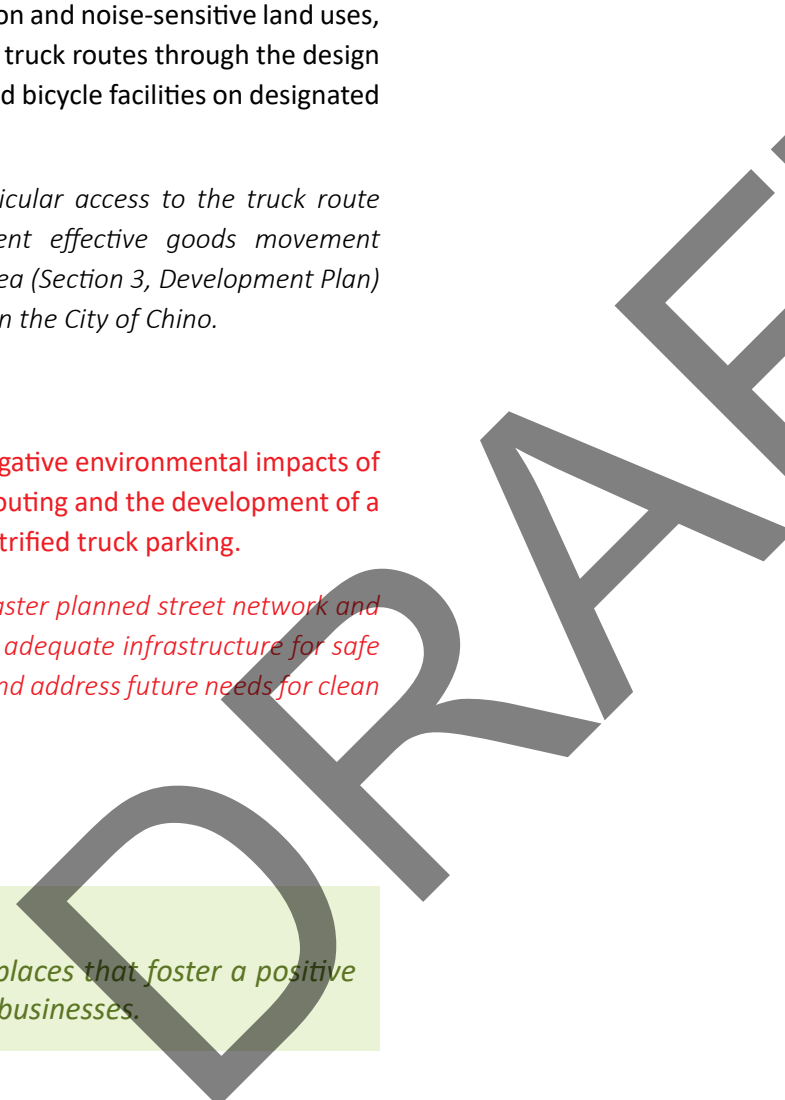 on and noise-sensitive land uses,
truck routes through the design
d bicycle facilities on designated
icular access to the truck route
ent effective goods movement
ea (Section 3, Development Plan)
n the City of Chino.
gative environmental impacts of
outing and the development of a
trified truck parking.
aster planned street network and
adequate infrastructure for safe
nd address future needs for clean
places that foster a positive
businesses.
DRAF